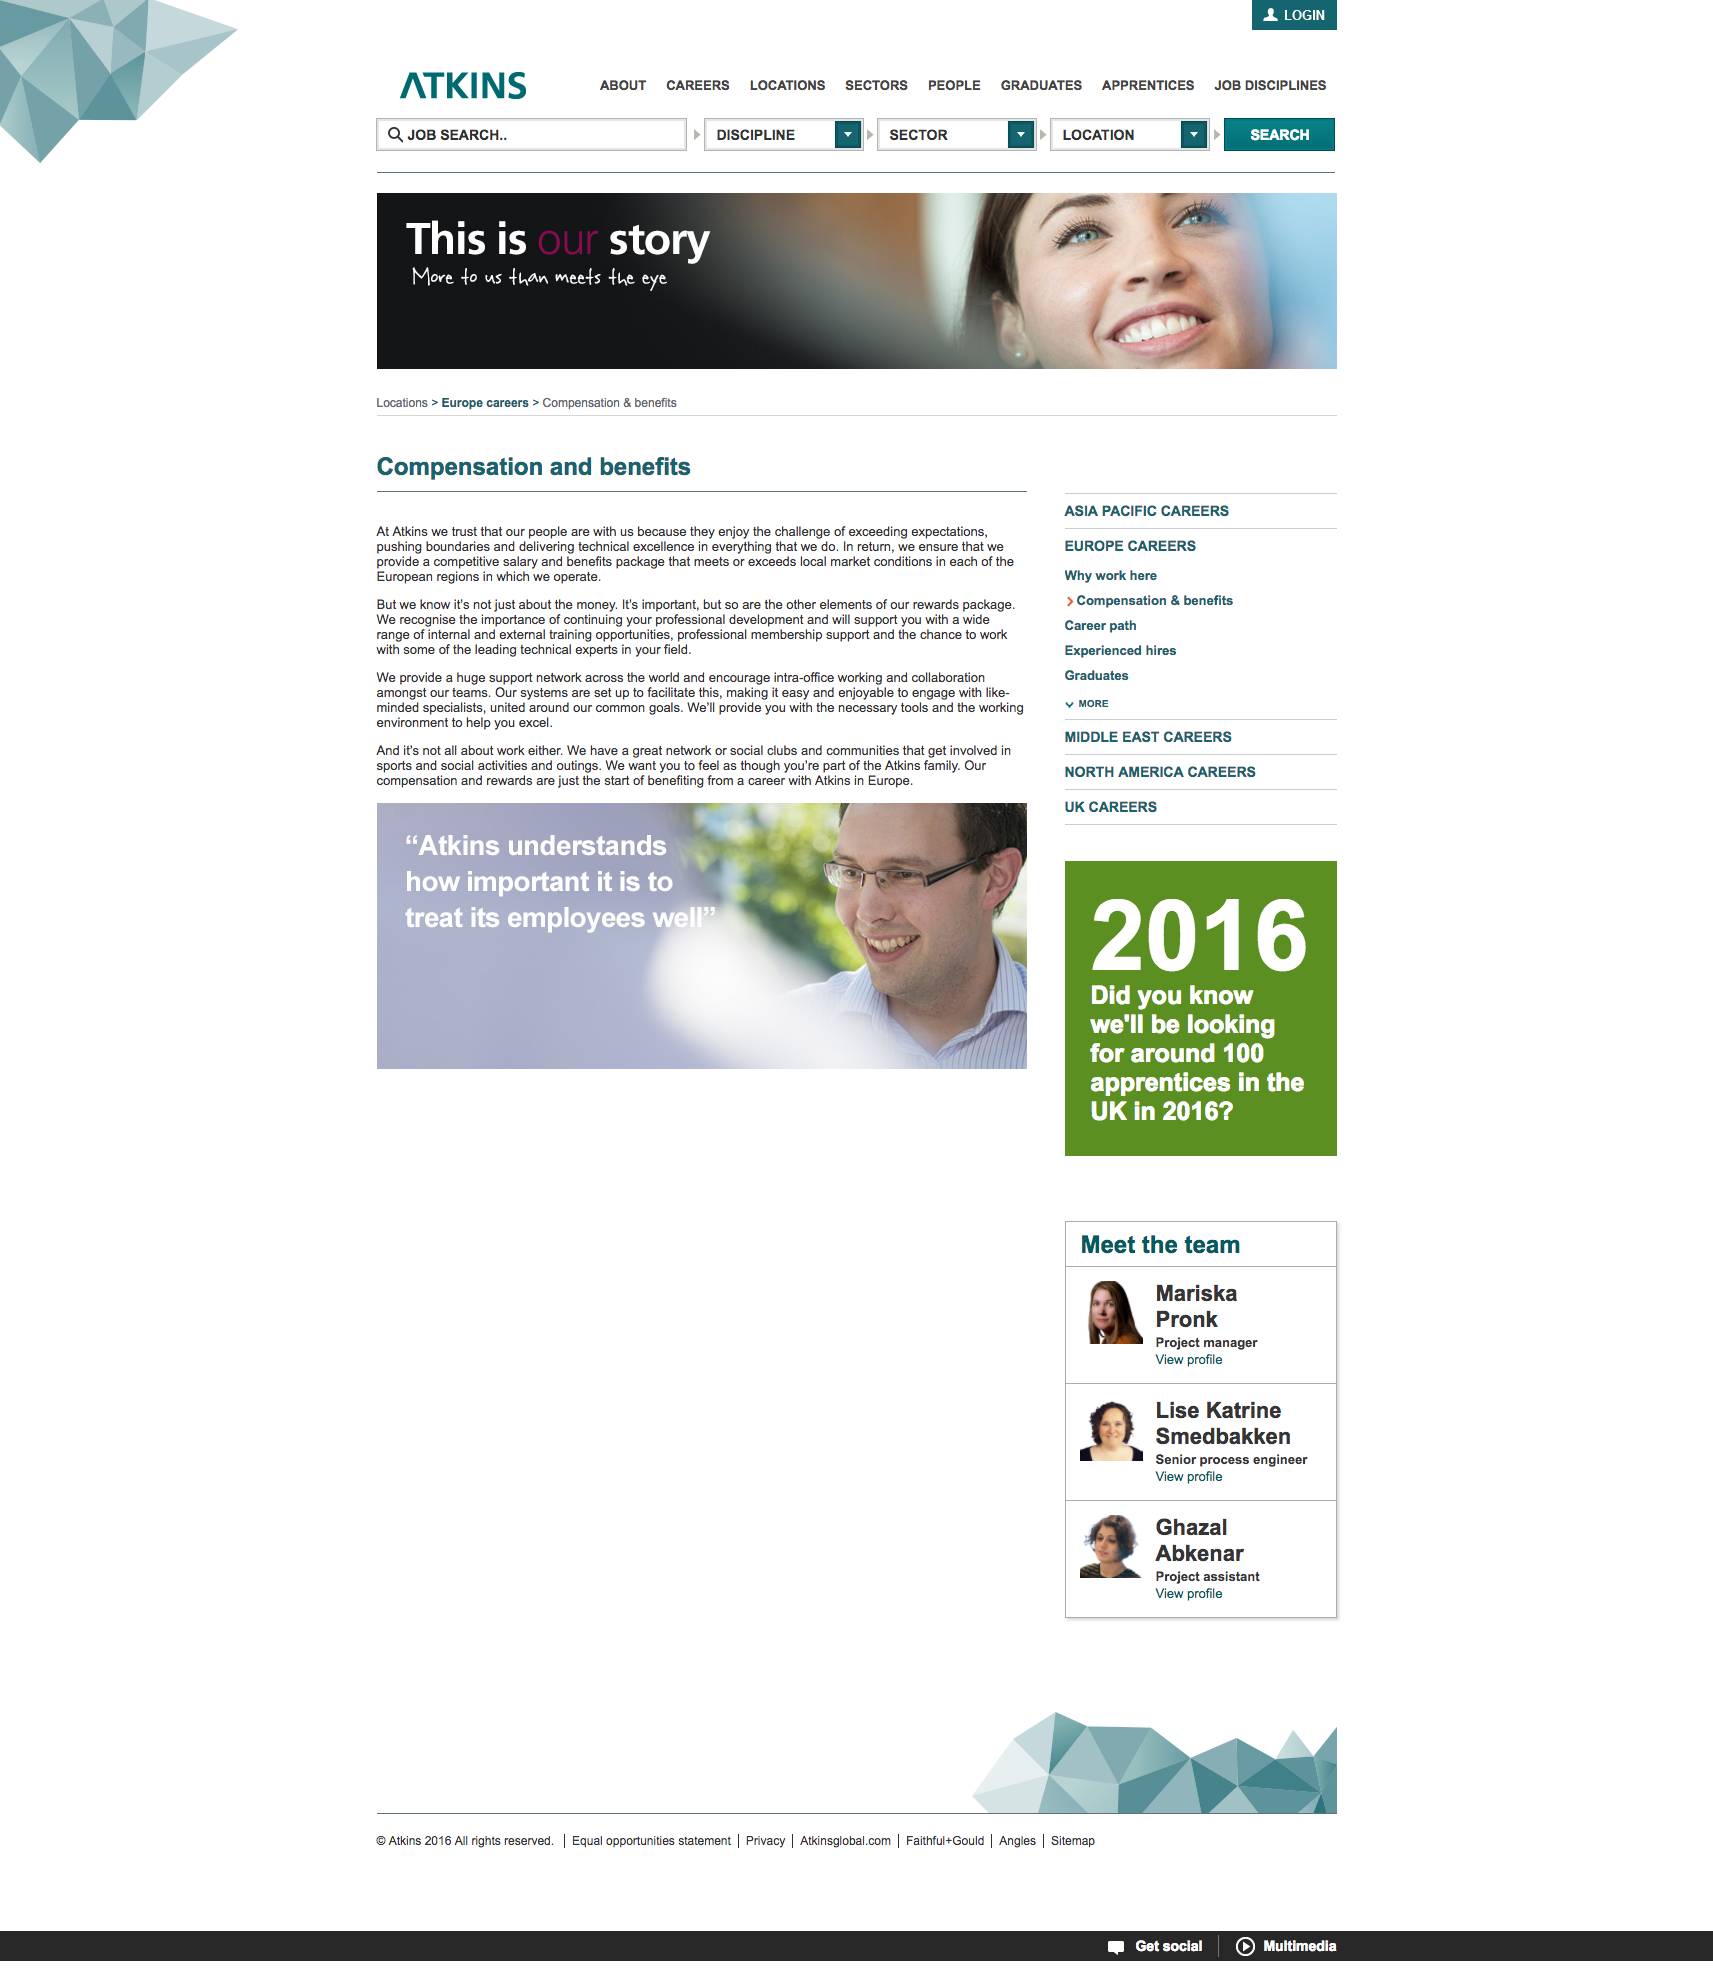 LOGIN
ATKINS
ABOUT CAREERS LOCATIONS SECTORS PEOPLE GRADUATES APPRENTICES JOB DISCIPLINES
JOB SEARCH.. DISCIPLINE SECTOR LOCATION SEARCH
This is our story
More to us than meets the eye
Locations > Europe careers > Compensation & benefits
Compensation and benefits
At Atkins we trust that our people are with us because they enjoy the challenge of exceeding expectations,
pushing boundaries and delivering technical excellence in everything that we do. In return, we ensure that we
provide a competitive salary and benefits package that meets or exceeds local market conditions in each of the
European regions in which we operate.
But we know it's not just about the money. It's important, but so are the other elements of our rewards package.
We recognise the importance of continuing your professional development and will support you with a wide
range of internal and external training opportunities, professional membership support and the chance to work
with some of the leading technical experts in your field.
We provide a huge support network across the world and encourage intra-office working and collaboration
amongst our teams. Our systems are set up to facilitate this, making it easy and enjoyable to engage with like-
minded specialists, united around our common goals. We'll provide you with the necessary tools and the working
environment to help you excel.
And it's not all about work either. We have a great network or social clubs and communities that get involved in
sports and social activities and outings. We want you to feel as though you're part of the Atkins family. Our
compensation and rewards are just the start of benefiting from a career with Atkins in Europe.
“Atkins understands
how important it is to
treat its employees well”
ASIA PACIFIC CAREERS
EUROPE CAREERS
Why work here
Compensation & benefits
Career path
Experienced hires
Graduates
MORE
MIDDLE EAST CAREERS
NORTH AMERICA CAREERS
UK CAREERS
2016
Did you know
we'll be looking
for around 100
apprentices in the
UK in 2016?
Meet the team
Mariska
Pronk
Project manager
View profile
Lise Katrine
Smedbakken
Senior process engineer
View profile
Ghazal
Abkenar
Project assistant
View profile
© Atkins 2016 All rights reserved. | Equal opportunities statement | Privacy | Atkinsglobal.com | Faithful+Gould | Angles | Sitemap
Get social | Multimedia